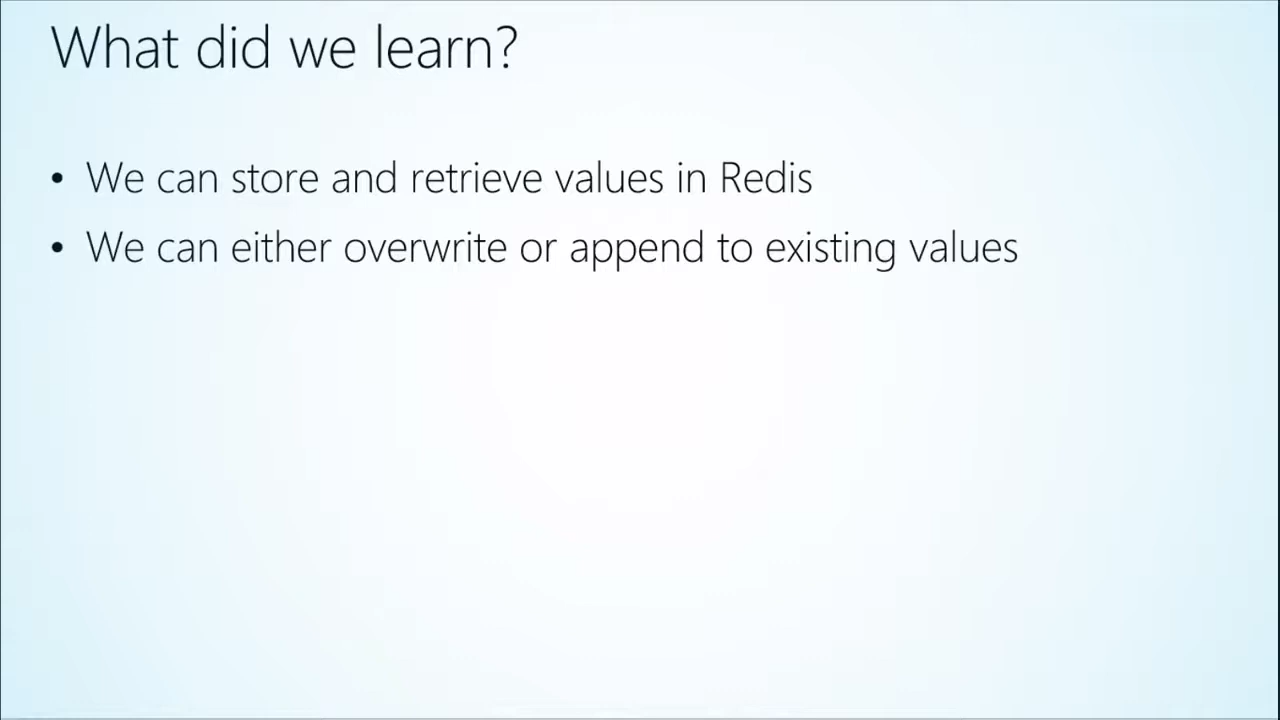 What did we learn?
• We can store and retrieve values in Redis
• We can either overwrite or append to existing values